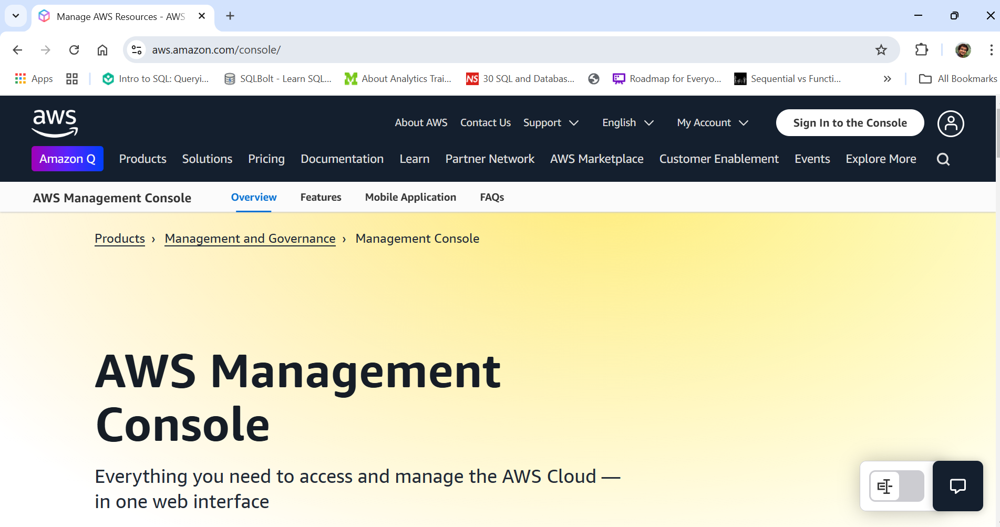 Manage AWS Resources - AWS
aws.amazon.com/console/
Apps
Intro to SQL: Queryi...
SQLBolt - Learn SQL...
About Analytics Trai...
NS 30 SQL and Databas...
Roadmap for Everyo...
Sequential vs Functi...
All Bookmarks
aws
About AWS
Contact Us
Support
English
My Account
Sign In to the Console
Amazon Q
Products
Solutions
Pricing
Documentation
Learn
Partner Network
AWS Marketplace
Customer Enablement
Events
Explore More
AWS Management Console
Overview
Features
Mobile Application
FAQs
Products › Management and Governance › Management Console
AWS Management
Console
Everything you need to access and manage the AWS Cloud —
in one web interface